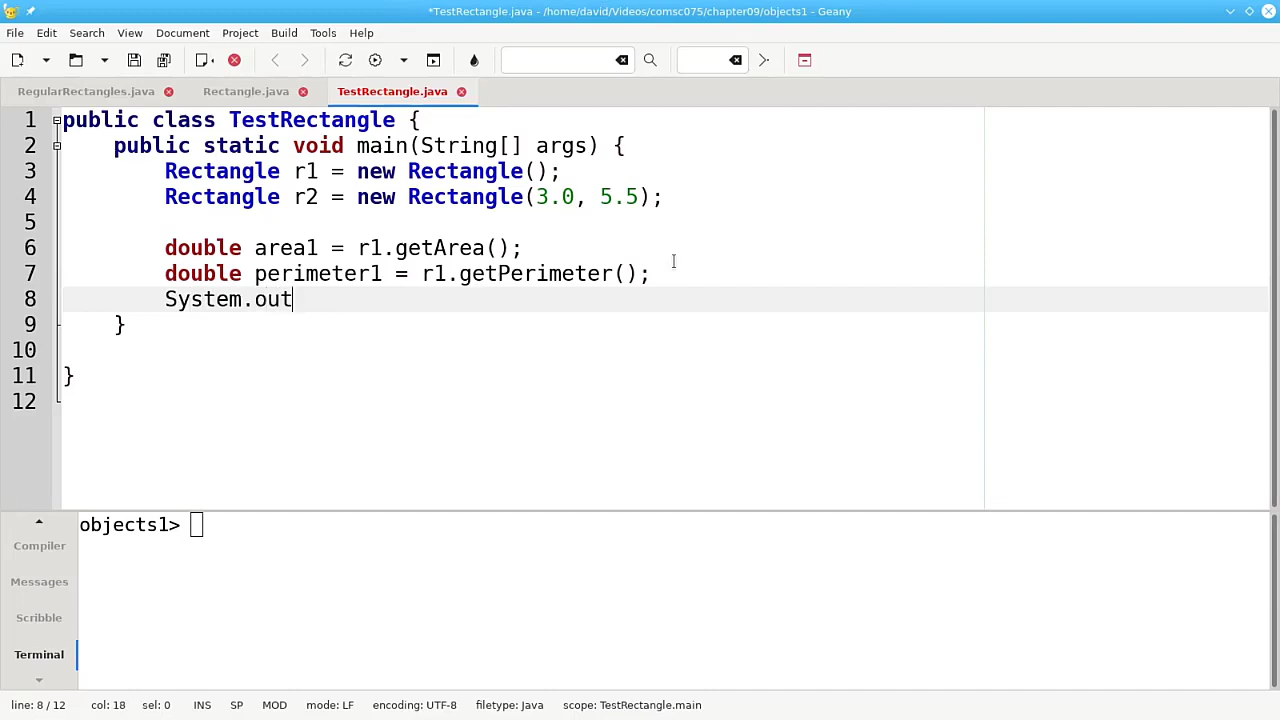 *TestRectangle.java - /home/david/Videos/comsc075/chapter09/objects1 - Geany
File Edit Search View Document Project Build Tools Help
RegularRectangles.java Rectangle.java TestRectangle.java
1 public class TestRectangle {
2 public static void main(String[] args) {
3 Rectangle r1 = new Rectangle();
4 Rectangle r2 = new Rectangle(3.0, 5.5);
5
6 double area1 = r1.getArea();
7 double perimeter1 = r1.getPerimeter();
8 System.out
9 }
10
11 }
12
objects1>
Compiler
Messages
Scribble
Terminal
line: 8 / 12 col: 18 sel: 0 INS SP MOD mode: LF encoding: UTF-8 filetype: Java scope: TestRectangle.main